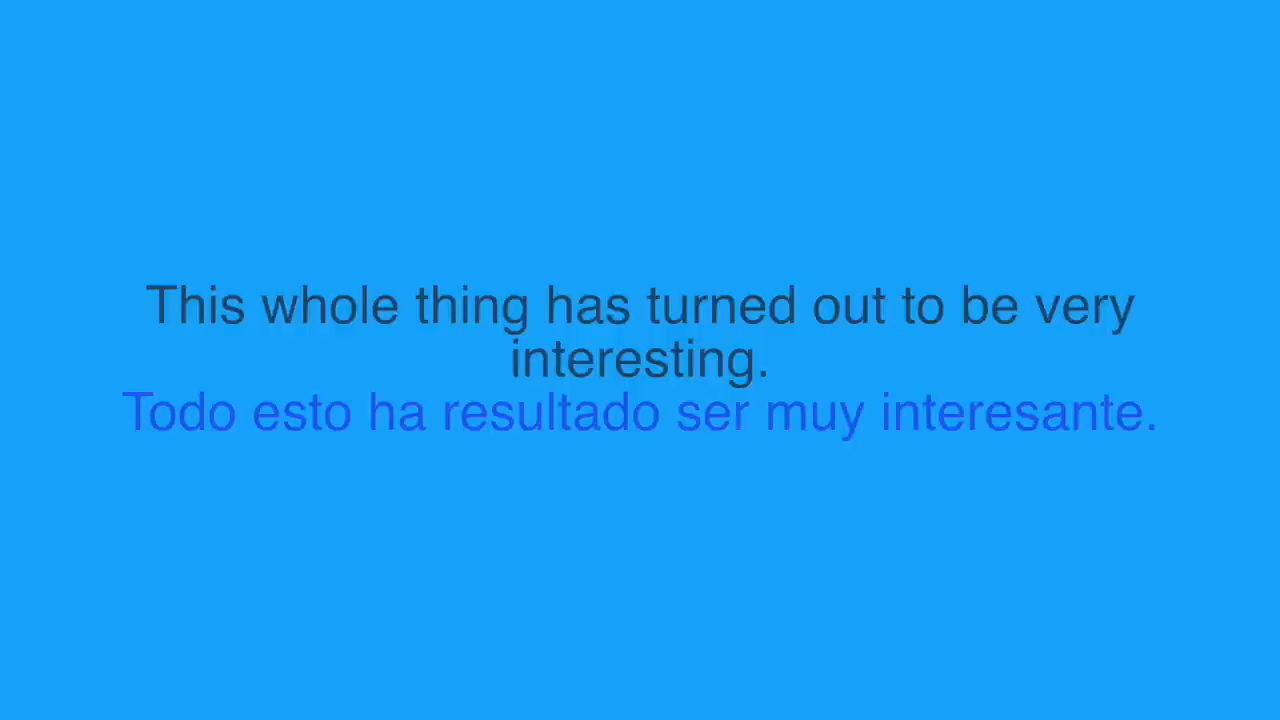 This whole thing has turned out to be very
interesting.
Todo esto ha resultado ser muy interesante.